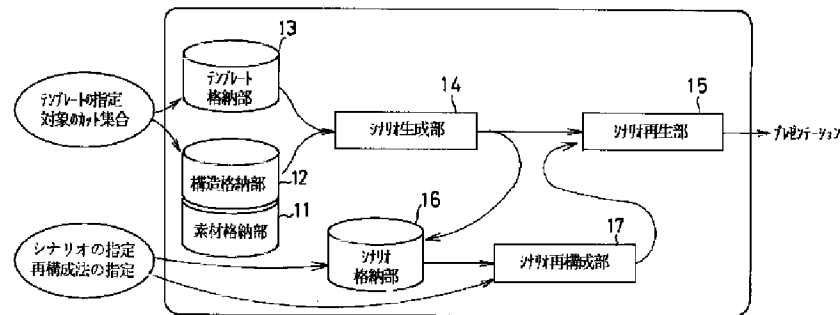 13
テンプレート
格納部
テンプレートの指定
対象のカット集合
14
シナリオ生成部
15
シナリオ再生部
プレゼンテーション
構造格納部
12
素材格納部
11
16
シナリオ
格納部
17
シナリオ再構成部
シナリオの指定
再構成法の指定